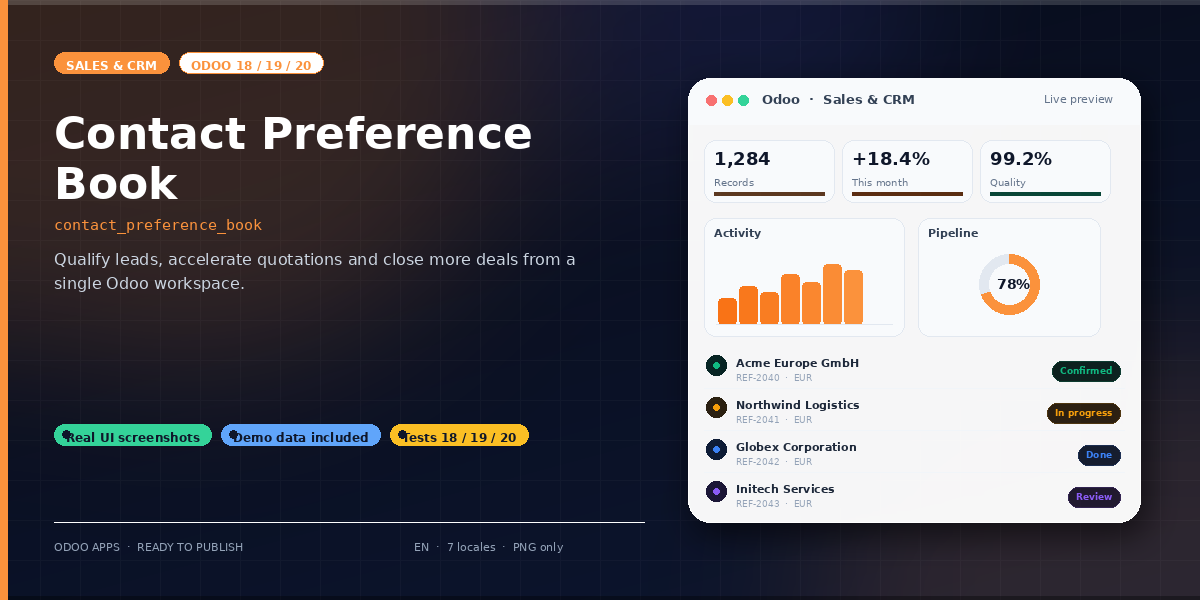 SALES & CRM
ODOO 18 / 19 / 20
Contact Preference
Book
contact_preference_book
Qualify leads, accelerate quotations and close more deals from a
single Odoo workspace.
Real UI screenshots
Demo data included
Tests 18 / 19 / 20
ODOO APPS · READY TO PUBLISH
EN · 7 locales · PNG only
Odoo · Sales & CRM
Live preview
1,284
Records
+18.4%
This month
99.2%
Quality
Activity
Pipeline
78%
Acme Europe GmbH
REF-2040 · EUR
Confirmed
Northwind Logistics
REF-2041 · EUR
In progress
Globex Corporation
REF-2042 · EUR
Done
Initech Services
REF-2043 · EUR
Review